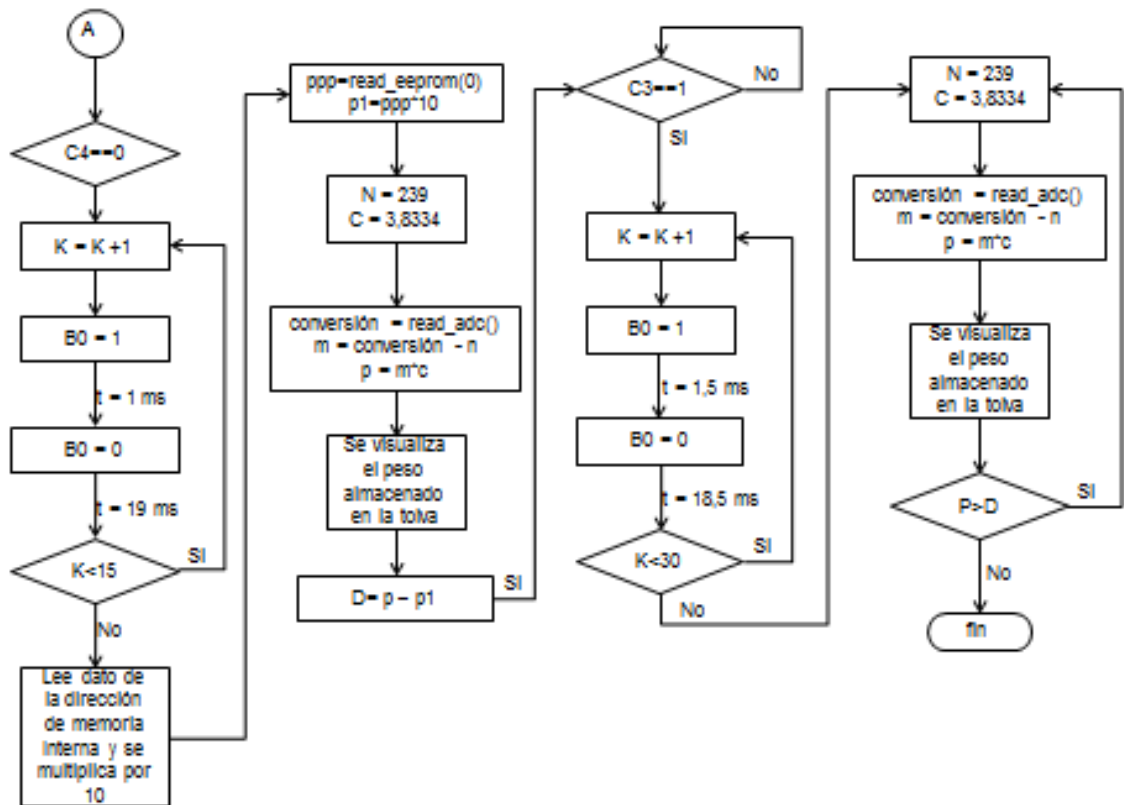 A
C4==0
K = K +1
B0 = 1
t = 1 ms
B0 = 0
t = 19 ms
K<15
SI
No
Lee dato de
la dirección
de memoria
interna y se
multiplica por
10
ppp=read_eeprom(0)
p1=ppp*10
N = 239
C = 3,8334
conversión = read_adc()
m = conversión - n
p = m*c
Se visualiza
el peso
almacenado
en la tolva
D= p – p1
SI
C3==1
No
SI
K = K +1
B0 = 1
t = 1,5 ms
B0 = 0
t = 18,5 ms
K<30
SI
No
N = 239
C = 3,8334
conversión = read_adc()
m = conversión - n
p = m*c
Se visualiza
el peso
almacenado
en la tolva
P>D
SI
No
fin